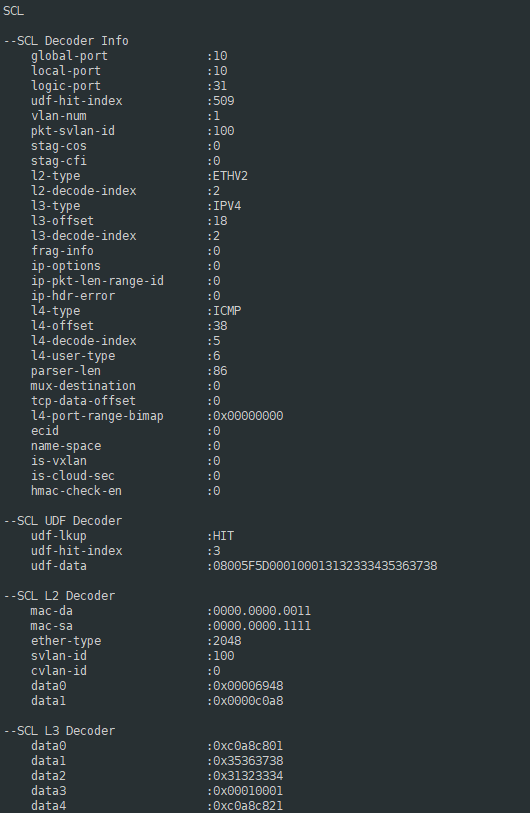 SCL
--SCL Decoder Info
global-port :10
local-port :10
logic-port :31
udf-hit-index :509
vlan-num :1
pkt-svlan-id :100
stag-cos :0
stag-cfi :0
l2-type :ETHV2
l2-decode-index :2
l3-type :IPV4
l3-offset :18
l3-decode-index :2
frag-info :0
ip-options :0
ip-pkt-len-range-id :0
ip-hdr-error :0
l4-type :ICMP
l4-offset :38
l4-decode-index :5
l4-user-type :6
parser-len :86
mux-destination :0
tcp-data-offset :0
l4-port-range-bimap :0x00000000
ecid :0
name-space :0
is-vxlan :0
is-cloud-sec :0
hmac-check-en :0
--SCL UDF Decoder
udf-lkup :HIT
udf-hit-index :3
udf-data :08005F5D000100013132333435363738
--SCL L2 Decoder
mac-da :0000.0000.0011
mac-sa :0000.0000.1111
ether-type :2048
svlan-id :100
cvlan-id :0
data0 :0x00006948
data1 :0x0000c0a8
--SCL L3 Decoder
data0 :0xc0a8c801
data1 :0x35363738
data2 :0x31323334
data3 :0x00010001
data4 :0xc0a8c821